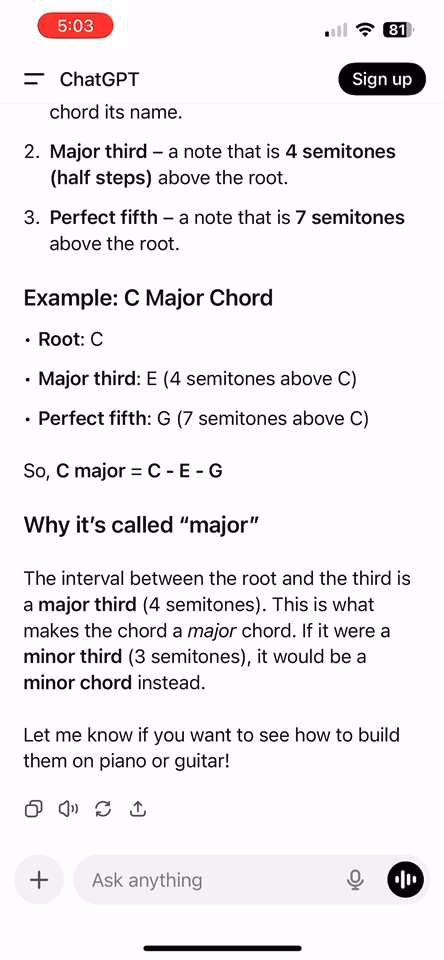 5:03
81
ChatGPT
Sign up
chord its name.
2. Major third – a note that is 4 semitones
(half steps) above the root.
3. Perfect fifth – a note that is 7 semitones
above the root.
Example: C Major Chord
• Root: C
• Major third: E (4 semitones above C)
• Perfect fifth: G (7 semitones above C)
So, C major = C - E - G
Why it's called “major”
The interval between the root and the third is
a major third (4 semitones). This is what
makes the chord a major chord. If it were a
minor third (3 semitones), it would be a
minor chord instead.
Let me know if you want to see how to build
them on piano or guitar!
Ask anything